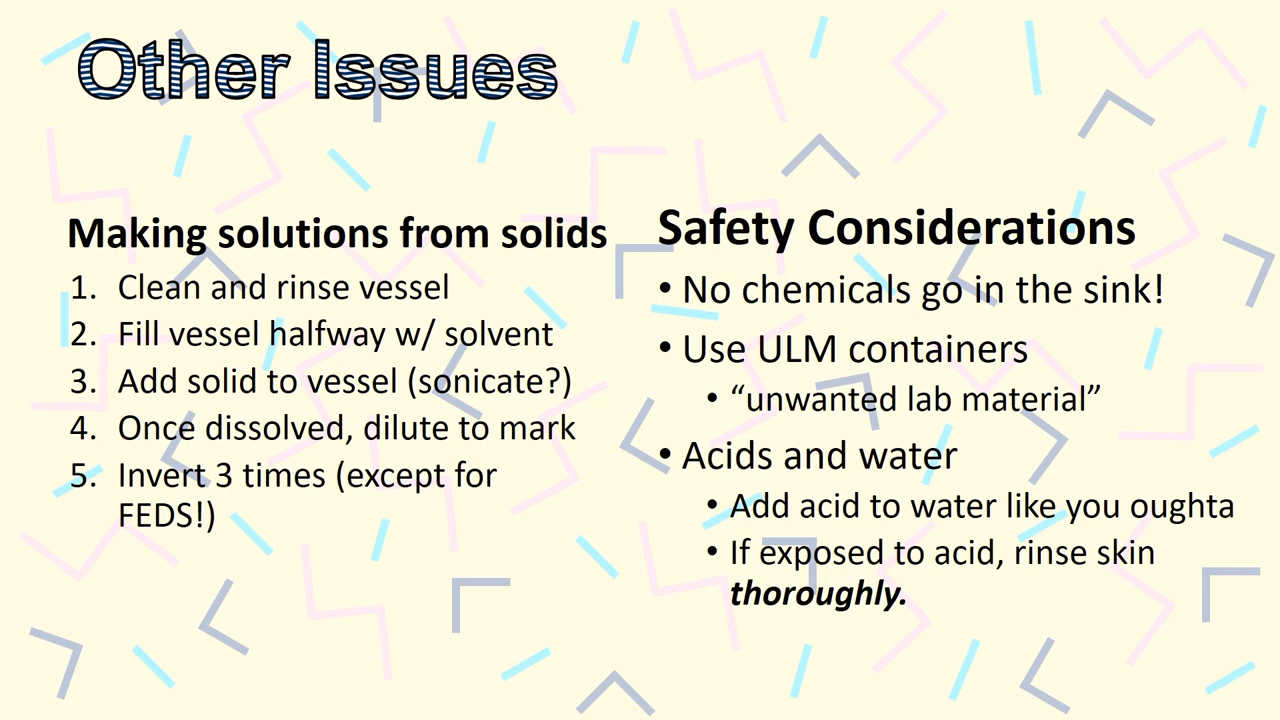 Other Issues
Making solutions from solids
1. Clean and rinse vessel
2. Fill vessel halfway w/ solvent
3. Add solid to vessel (sonicate?)
4. Once dissolved, dilute to mark
5. Invert 3 times (except for
FEDS!)
Safety Considerations
• No chemicals go in the sink!
• Use ULM containers
• “unwanted lab material”
• Acids and water
• Add acid to water like you oughta
• If exposed to acid, rinse skin
thoroughly.